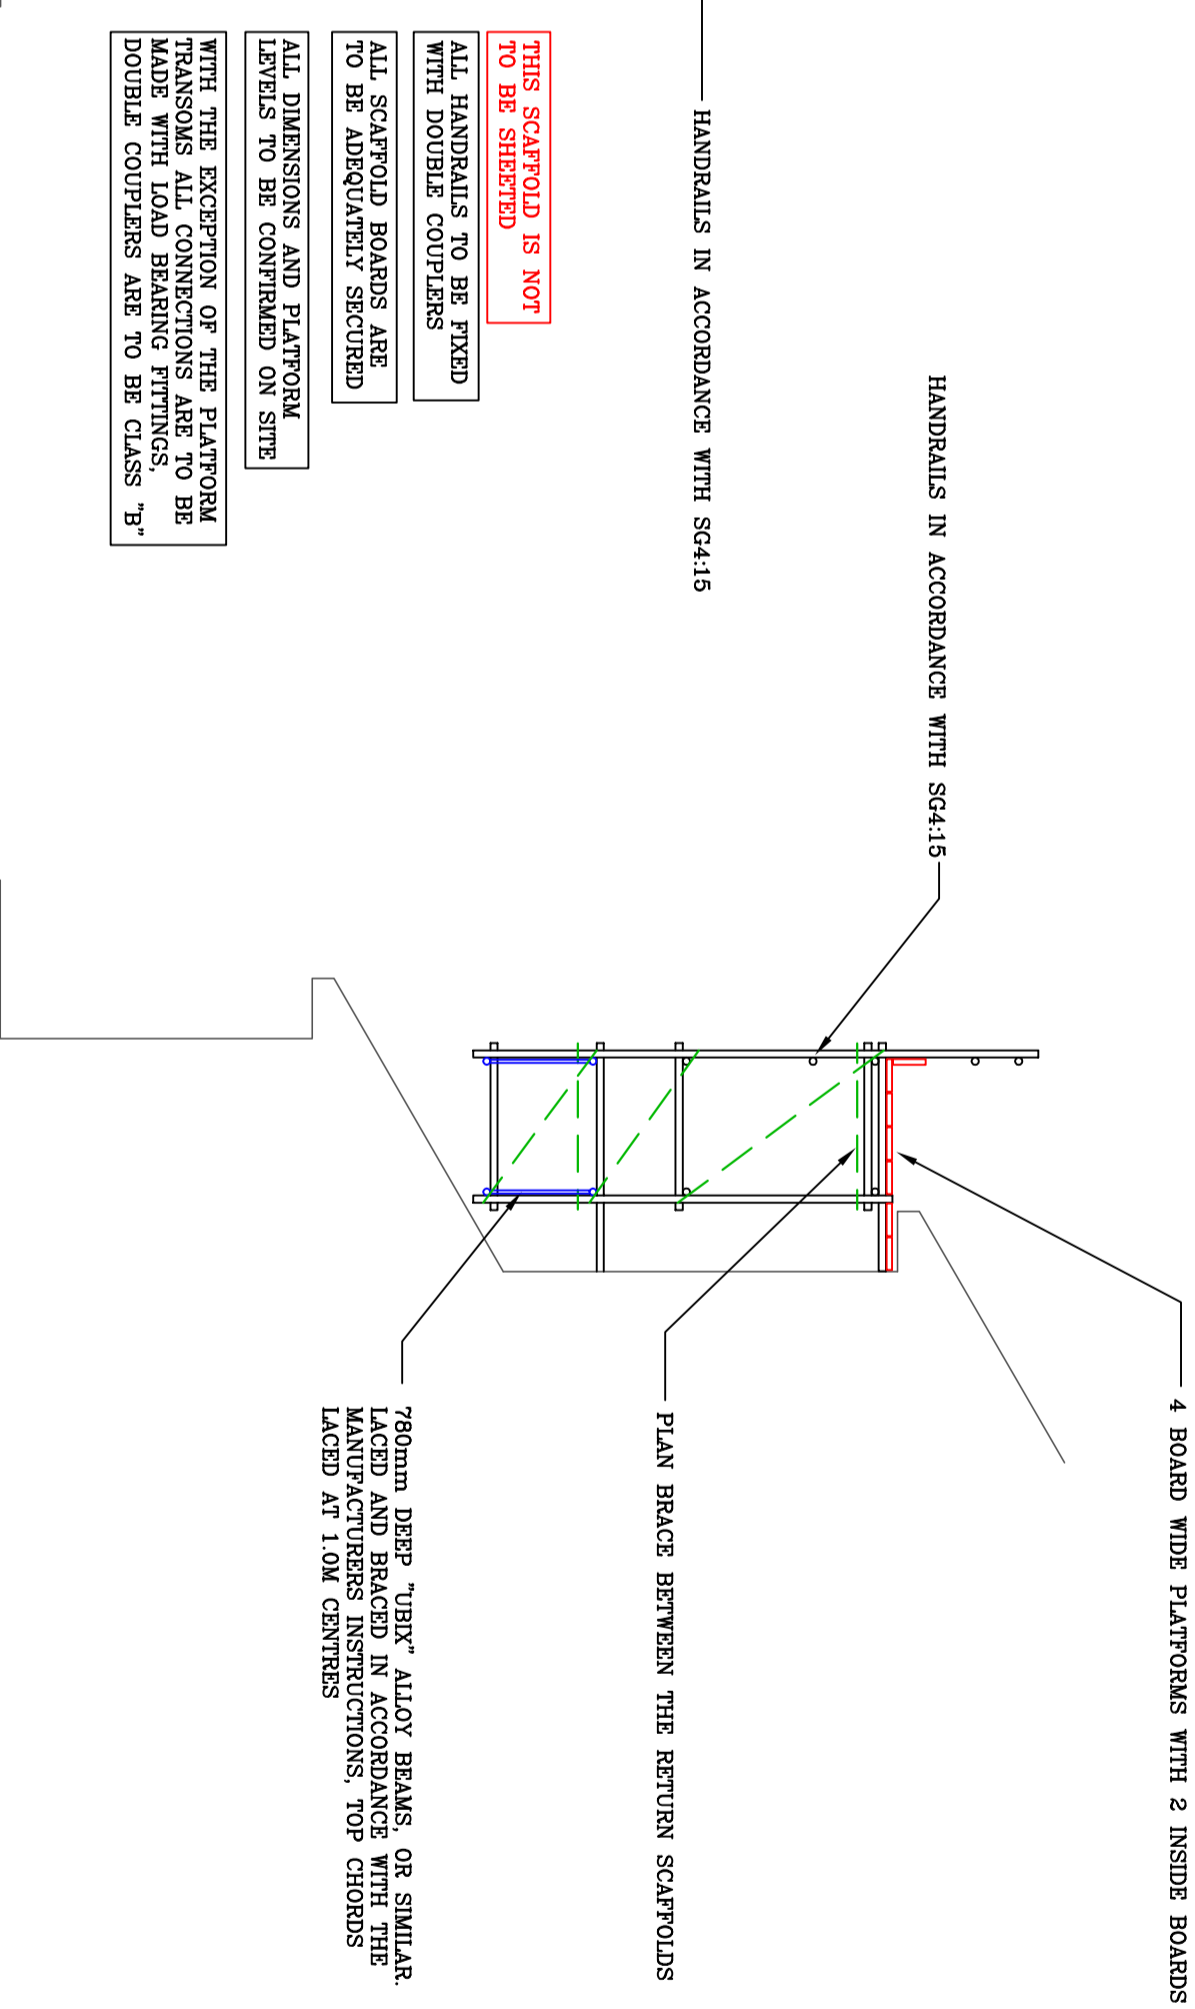 4 BOARD WIDE PLATFORMS WITH 2 INSIDE BOARDS
HANDRAILS IN ACCORDANCE WITH SG4:15
HANDRAILS IN ACCORDANCE WITH SG4:15
PLAN BRACE BETWEEN THE RETURN SCAFFOLDS
THIS SCAFFOLD IS NOT
TO BE SHEETED
ALL HANDRAILS TO BE FIXED
WITH DOUBLE COUPLERS
ALL SCAFFOLD BOARDS ARE
TO BE ADEQUATELY SECURED
ALL DIMENSIONS AND PLATFORM
LEVELS TO BE CONFIRMED ON SITE
WITH THE EXCEPTION OF THE PLATFORM
TRANSOMS ALL CONNECTIONS ARE TO BE
MADE WITH LOAD BEARING FITTINGS,
DOUBLE COUPLERS ARE TO BE CLASS "B"
780mm DEEP "UBIX" ALLOY BEAMS, OR SIMILAR.
LACED AND BRACED IN ACCORDANCE WITH THE
MANUFACTURERS INSTRUCTIONS, TOP CHORDS
LACED AT 1.0M CENTRES